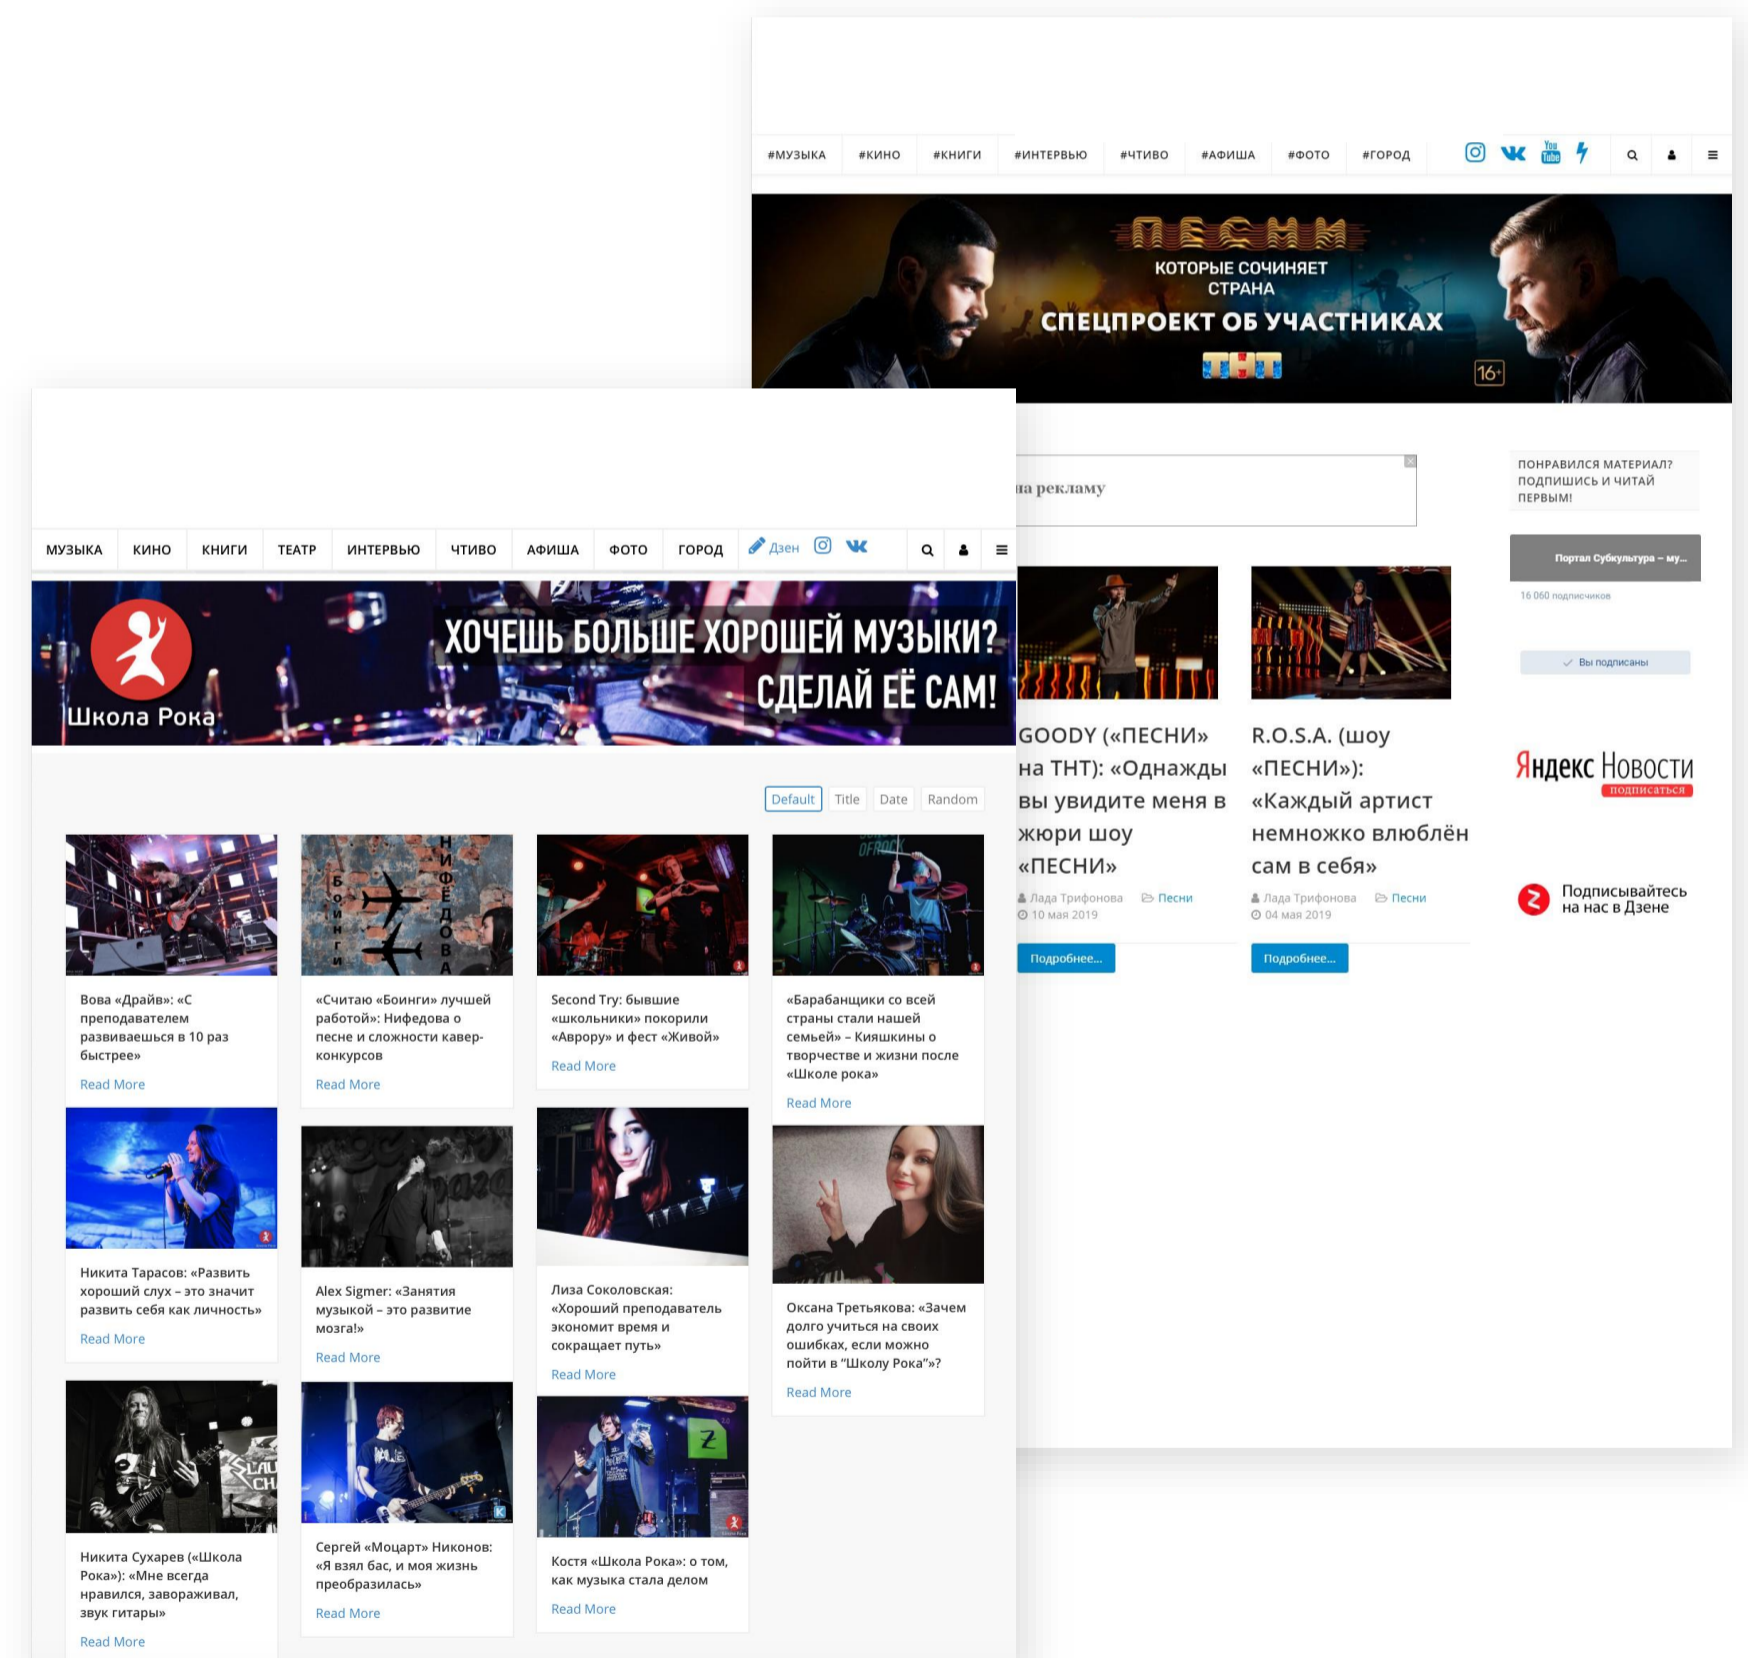 #МУЗЫКА #КИНО #КНИГИ #ИНТЕРВЬЮ #ЧТИВО #АФИША #ФОТО #ГОРОД You Tube
ПЕСНИ
КОТОРЫЕ СОЧИНЯЕТ
СТРАНА
СПЕЦПРОЕКТ ОБ УЧАСТНИКАХ
ТНТ
16+
на рекламу
GOODY («ПЕСНИ»
на ТНТ): «Однажды
вы увидите меня в
жюри шоу
«ПЕСНИ»
Лада Трифонова Песни
10 мая 2019
Подробнее...
R.O.S.A. (шоу
«ПЕСНИ»):
«Каждый артист
немножко влюблён
сам в себя»
Лада Трифонова Песни
04 мая 2019
Подробнее...
ПОНРАВИЛСЯ МАТЕРИАЛ?
ПОДПИШИСЬ И ЧИТАЙ
ПЕРВЫМ!
Портал Субкультура – му...
16 060 подписчиков
Вы подписаны
Яндекс Новости
подписаться
Подписывайтесь
на нас в Дзене
МУЗЫКА КИНО КНИГИ ТЕАТР ИНТЕРВЬЮ ЧТИВО АФИША ФОТО ГОРОД Дзен
Школа Рока
ХОЧЕШЬ БОЛЬШЕ ХОРОШЕЙ МУЗЫКИ?
СДЕЛАЙ ЕЁ САМ!
Default Title Date Random
Вова «Драйв»: «С
преподавателем
развиваешься в 10 раз
быстрее»
Read More
БОИНГИ
НИФЁДОВА
«Считаю «Боинги» лучшей
работой»: Нифедова о
песне и сложности кавер-
конкурсов
Read More
Second Try: бывшие
«школьники» покорили
«Аврору» и фест «Живой»
Read More
OFROCK
«Барабанщики со всей
страны стали нашей
семьей» – Кияшкины о
творчестве и жизни после
«Школе рока»
Read More
Никита Тарасов: «Развить
хороший слух – это значит
развить себя как личность»
Read More
Alex Sigmer: «Занятия
музыкой – это развитие
мозга!»
Read More
Лиза Соколовская:
«Хороший преподаватель
экономит время и
сокращает путь»
Read More
Оксана Третьякова: «Зачем
долго учиться на своих
ошибках, если можно
пойти в “Школу Рока”»?
Read More
Никита Сухарев («Школа
Рока»): «Мне всегда
нравился, завораживал,
звук гитары»
Read More
Сергей «Моцарт» Никонов:
«Я взял бас, и моя жизнь
преобразилась»
Read More
Костя «Школа Рока»: о том,
как музыка стала делом
Read More